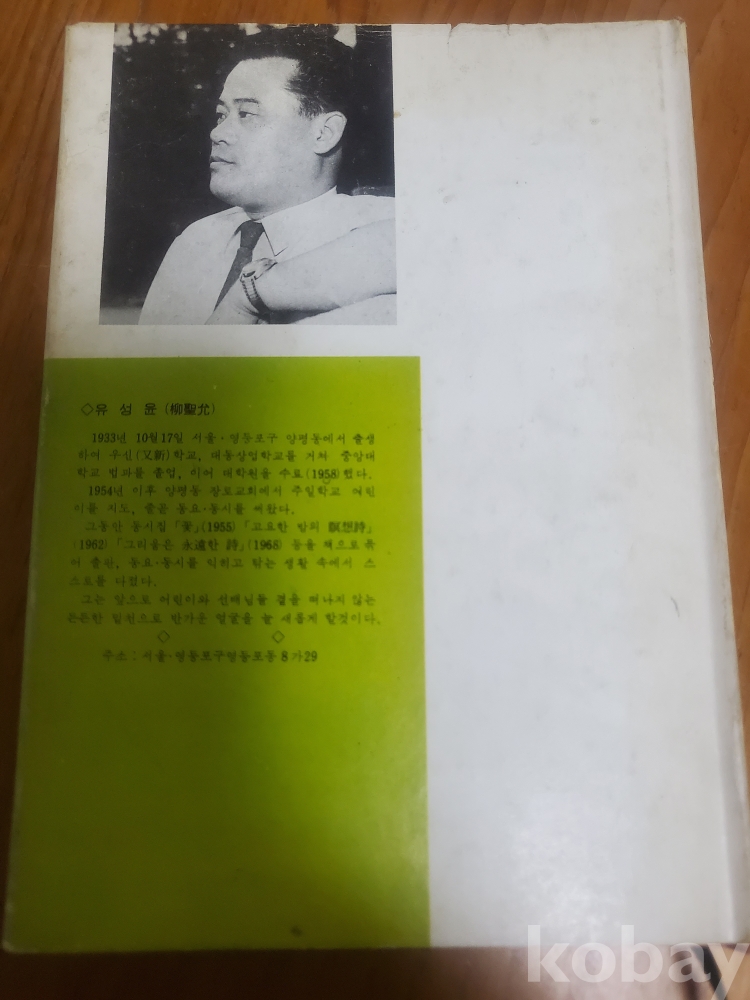 ◇유 성 윤 (柳聖允)
1933년 10월17일 서울·영등포구 양평동에서 출생
하여 우신(又新)학교, 대동상업학교를 거쳐 중앙대
학교 법과를 졸업, 이어 대학원을 수료(1958)했다.
1954년 이후 양평동 장로교회에서 주일학교 어린
이를 지도, 줄곧 동요·동시를 써왔다.
그동안 동시집 「꽃」(1955) 「고요한 밤의 瞑想詩」
(1962) 「그리움은 永遠한 詩」(1965) 등을 책으로 묶
어 출판, 동요·동시를 익히고 닦는 생활 속에서 스
스로를 다졌다.
그는 앞으로 어린이와 선배님들 곁을 떠나지 않는
든든한 일천으로 반가운 얼굴을 늘 새롭게 할것이다.
◇ ◇
주소 : 서울·영등포구영등포동 8가29
kobay